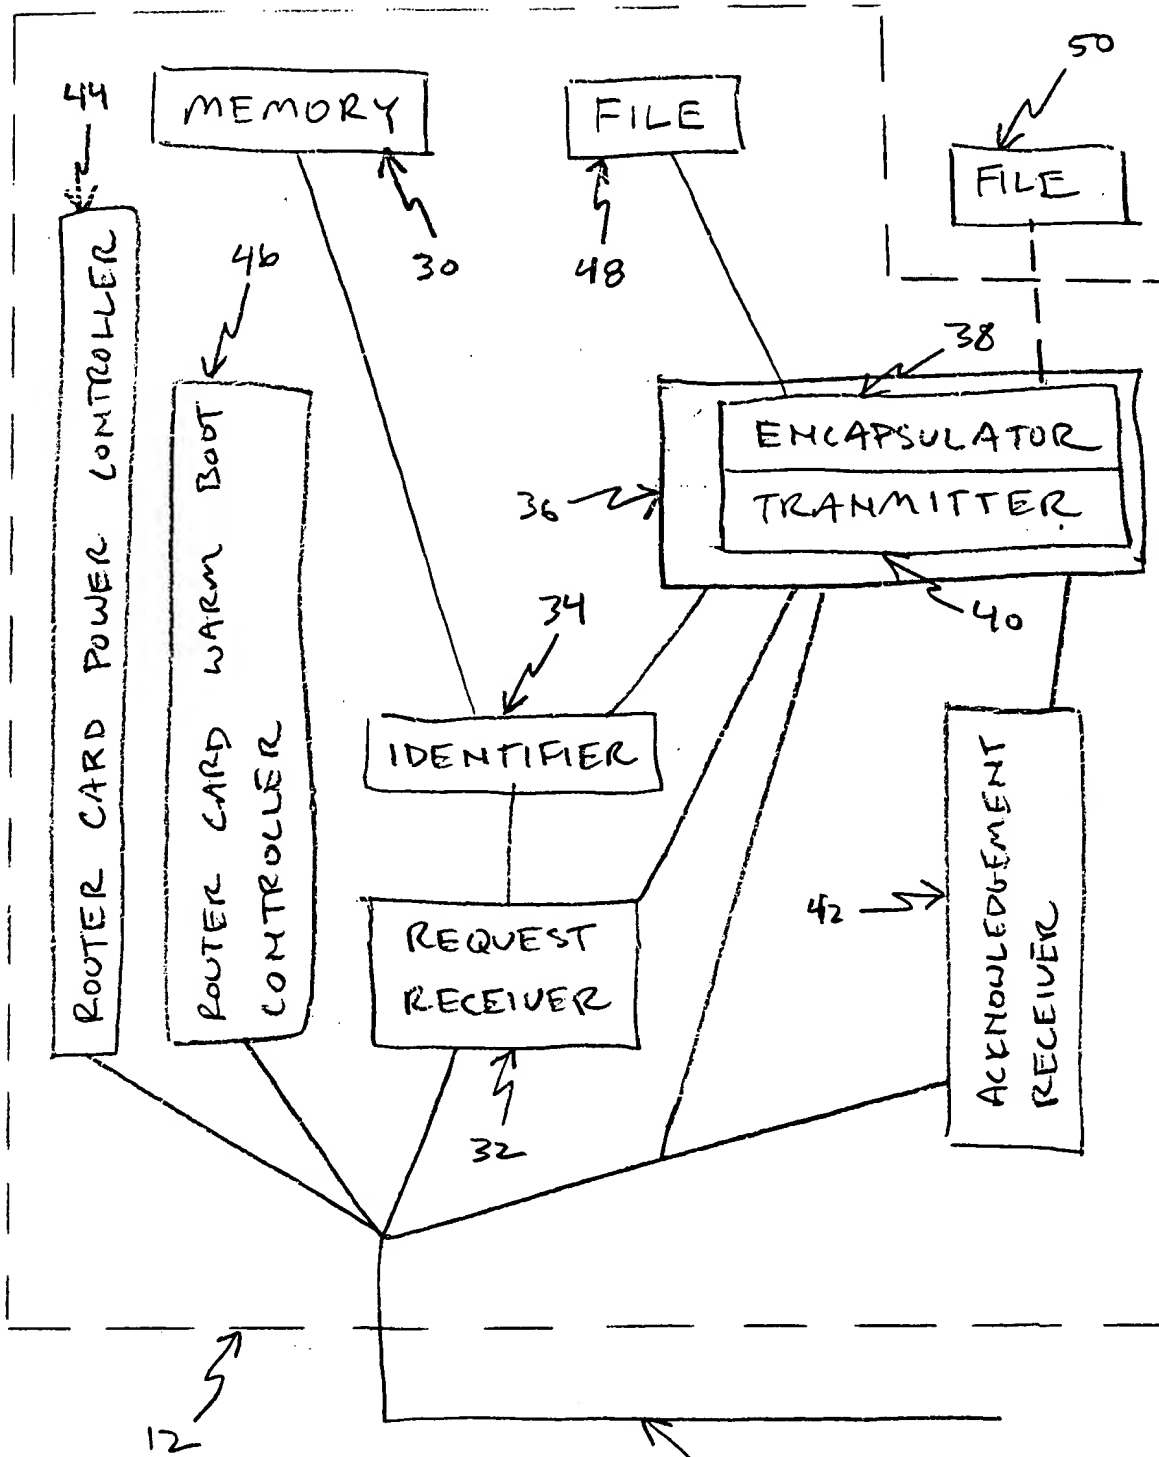 50
44
MEMORY
FILE
FILE
46
30
48
ROUTER CARD POWER CONTROLLER
38
ROUTER CARD WARM BOOT
CONTROLLER
ENCAPSULATOR
36
TRANMITTER
34
40
IDENTIFIER
42
ACKNOWLEDGEMENT
RECEIVER
REQUEST
RECEIVER
32
12